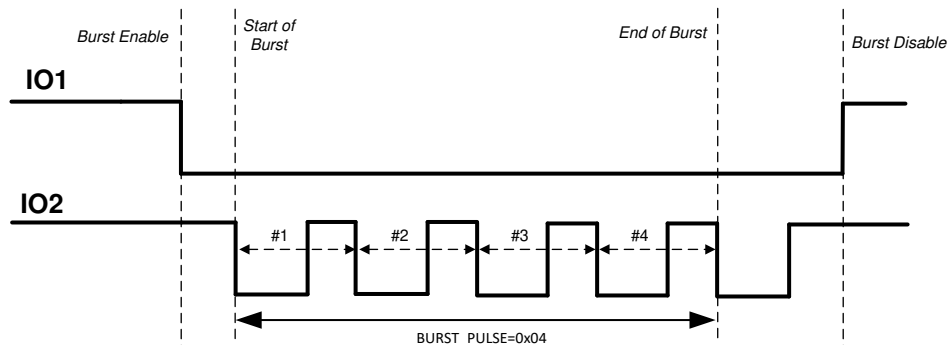 Burst Enable
Start of
Burst
End of Burst
Burst Disable
IO1
IO2
#1
#2
#3
#4
BURST PULSE=0x04